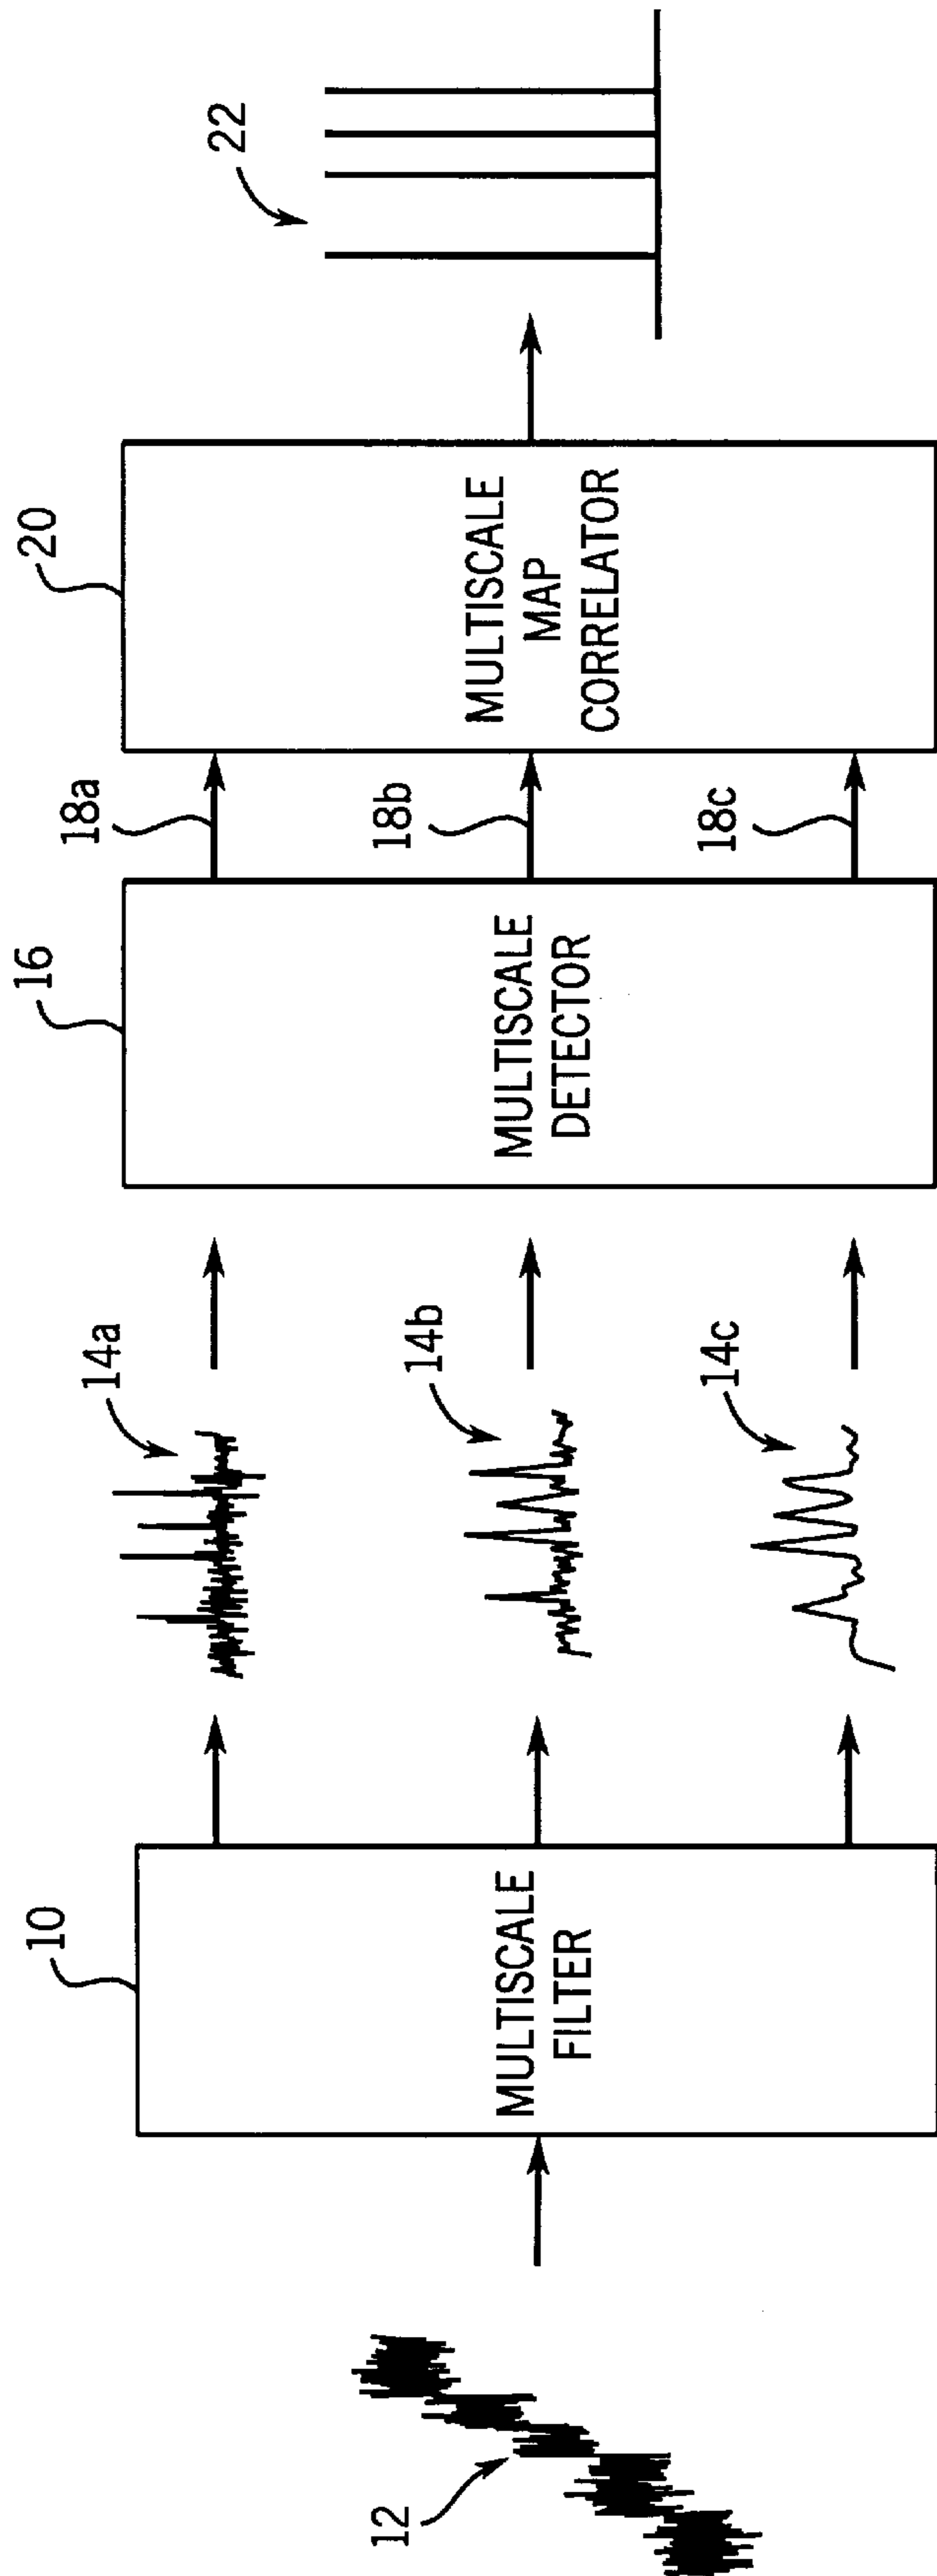 12
10
MULTISCALE
FILTER
14a
14b
14c
16
MULTISCALE
DETECTOR
18a
18b
18c
20
MULTISCALE
MAP
CORRELATOR
22